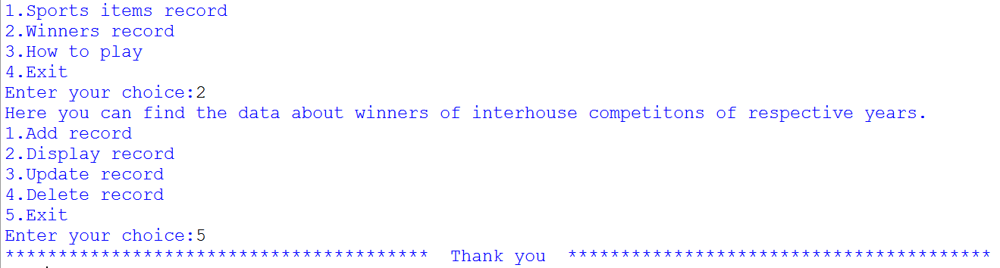 1.Sports items record
2.Winners record
3.How to play
4.Exit
Enter your choice:2
Here you can find the data about winners of interhouse competitons of respective years.
1.Add record
2.Display record
3.Update record
4.Delete record
5.Exit
Enter your choice:5
****************************************  Thank you  ****************************************